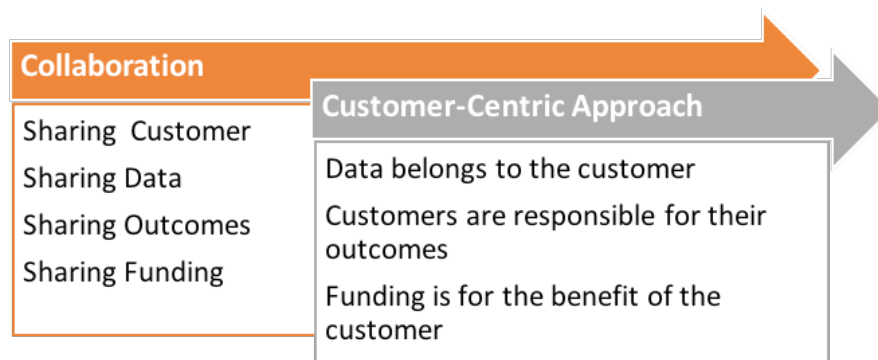 Collaboration
Sharing  Customer
Sharing Data
Sharing Outcomes
Sharing Funding
Customer-Centric Approach
Data belongs to the customer
Customers are responsible for their
outcomes
Funding is for the benefit of the
customer